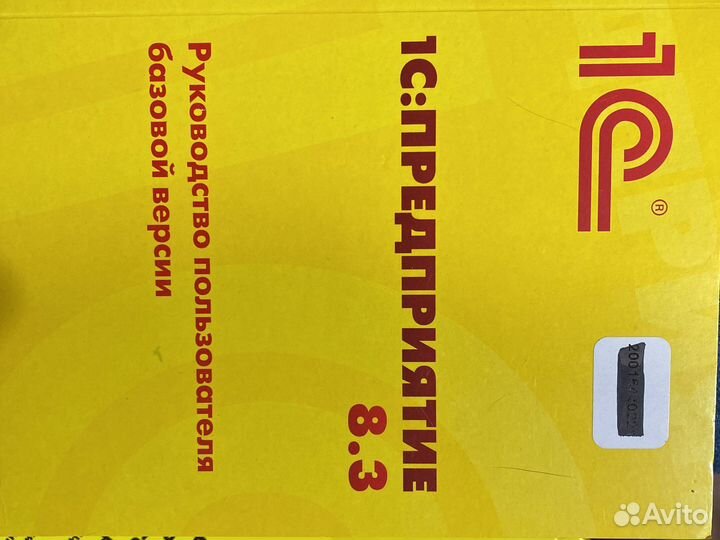 1С
®
1С:ПРЕДПРИЯТИЕ
8.3
Руководство пользователя
базовой версии
Avito